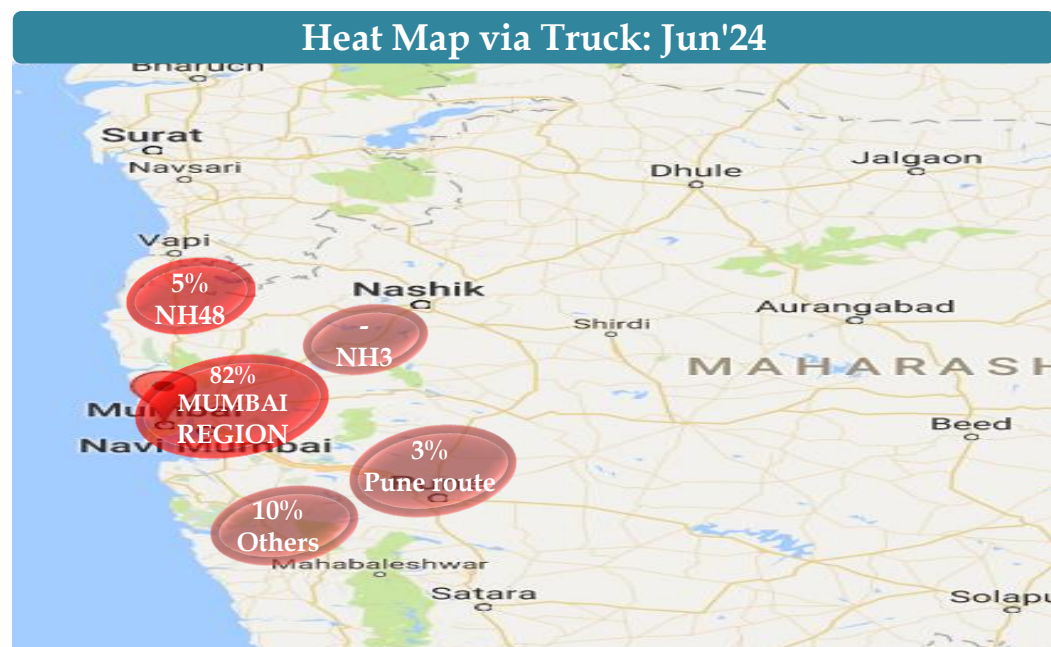 Heat Map via Truck: Jun'24
Bharuch
Surat
Navsari
Dhule
Jalgaon
Vapi
5%
NH48
Nashik
-
NH3
Shirdi
Aurangabad
MAHARASH
82%
MUMBAI
REGION
Mumbai
Navi Mumbai
Beed
3%
Pune route
10%
Others
Mahabaleshwar
Satara
Solapu